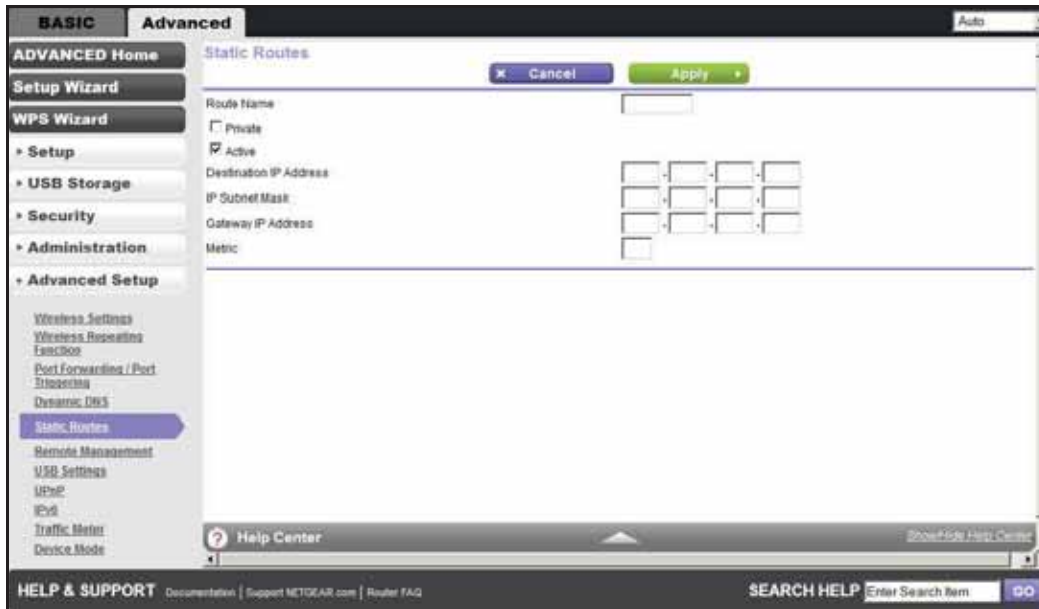 BASIC
Advanced
Auto
ADVANCED Home
Setup Wizard
WPS Wizard
Setup
USB Storage
Security
Administration
Advanced Setup
Wireless Settings
Wireless Repeating
Function
Port Forwarding / Port
Triggering
Dynamic DNS
Static Routes
Remote Management
USB Settings
UPnP
IPv6
Traffic Meter
Device Mode
Static Routes
× Cancel
Apply
Route Name
Private
Active
Destination IP Address
IP Subnet Mask
Gateway IP Address
Metric
? Help Center
Show/Hide Help Center
HELP & SUPPORT Documentation | Support NETGEAR.com | Router FAQ
SEARCH HELP Enter Search Item GO